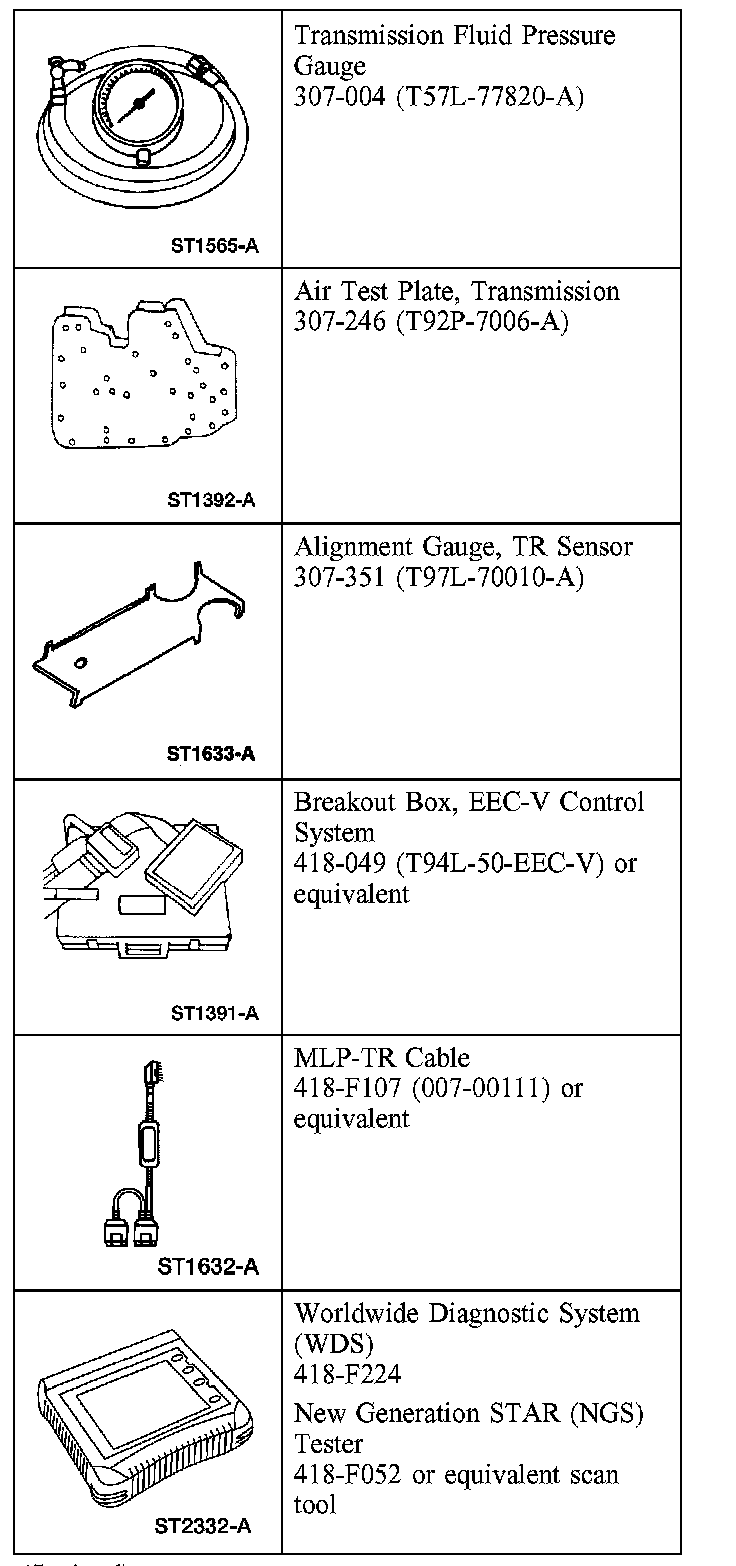 Transmission Fluid Pressure
Gauge
307-004 (T57L-77820-A)
ST1565-A
Air Test Plate, Transmission
307-246 (T92P-7006-A)
ST1392-A
Alignment Gauge, TR Sensor
307-351 (T97L-70010-A)
ST1633-A
Breakout Box, EEC-V Control
System
418-049 (T94L-50-EEC-V) or
equivalent
ST1391-A
MLP-TR Cable
418-F107 (007-00111) or
equivalent
ST1632-A
Worldwide Diagnostic System
(WDS)
418-F224
New Generation STAR (NGS)
Tester
418-F052 or equivalent scan
tool
ST2332-A